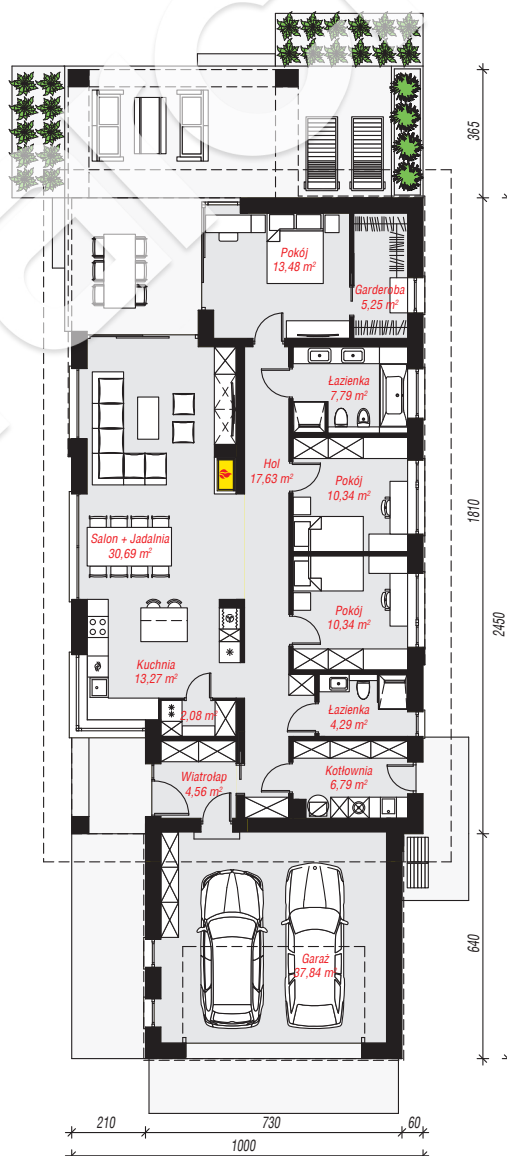 365
Pokój
13,48 m²
Garderoba
5,25 m²
Łazienka
7,79 m²
Hol
17,63 m²
Pokój
10,34 m²
1810
Salon + Jadalnia
30,69 m²
Pokój
10,34 m²
2450
Kuchnia
13,27 m²
2,08 m²
Łazienka
4,29 m²
Wiatrołap
4,56 m²
Kotłownia
6,79 m²
640
Garaż
37,84 m²
210
730
60
1000